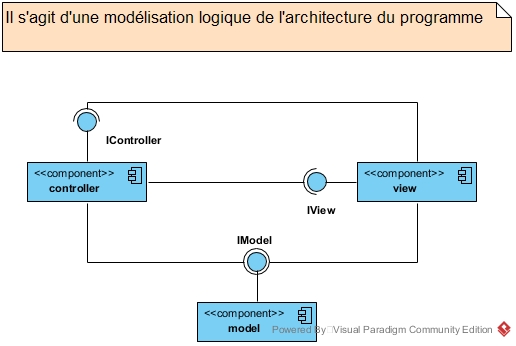 Il s'agit d'une modélisation logique de l'architecture du programme
IController
<<component>>
controller
<<component>>
view
IView
IModel
<<component>>
model
Powered By Visual Paradigm Community Edition